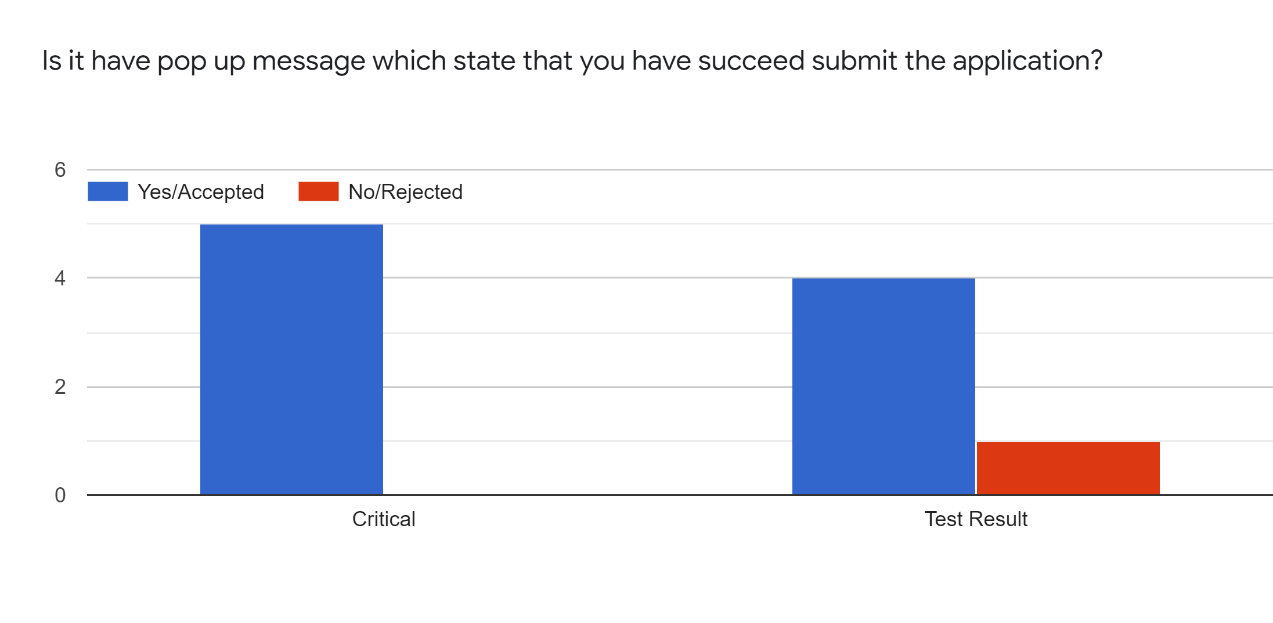 Is it have pop up message which state that you have succeed submit the application?
6
Yes/Accepted No/Rejected
4
2
0
Critical Test Result